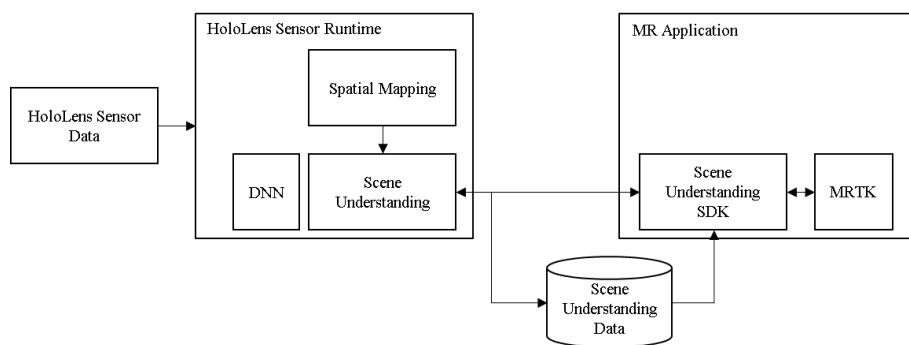 HoloLens Sensor Runtime
MR Application
Spatial Mapping
HoloLens Sensor
Data
DNN
Scene
Understanding
Scene
Understanding
SDK
MRTK
Scene
Understanding
Data